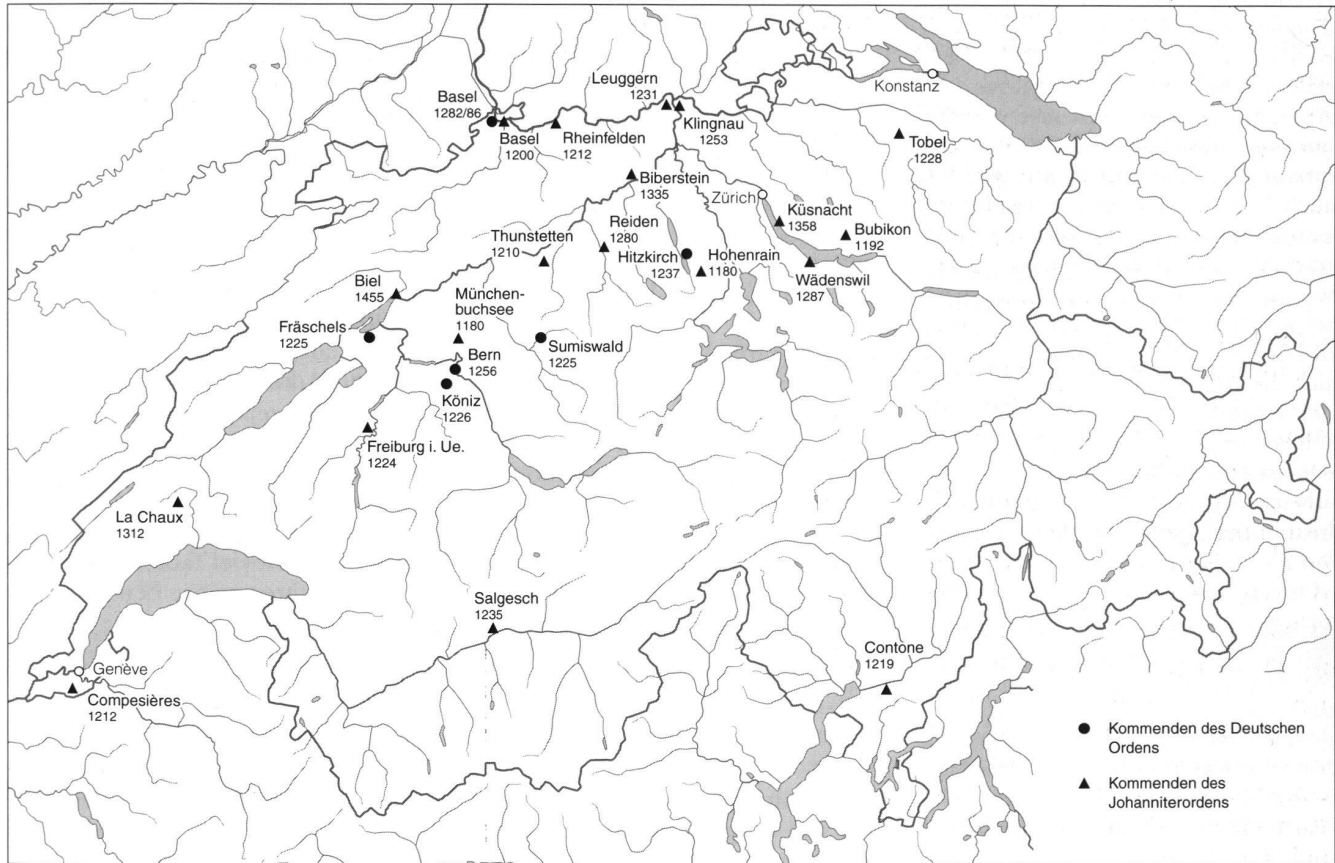 Konstanz
Leuggern
1231
Basel
1282/86
Klingnau
1253
Basel
1200
Rheinfelden
1212
Tobel
1228
Biberstein
1335
Zürich
Küsnacht
1358
Bubikon
1192
Reiden
1280
Thunstetten
1210
Hitzkirch
1237
Hohenrain
1180
Wädenswil
1287
Biel
1455
München-
buchsee
1180
Fräschels
1225
Sumiswald
1225
Bern
1256
Köniz
1226
Freiburg i. Ue.
1224
La Chaux
1312
Salgesch
1235
Contone
1219
Genève
Compesières
1212
Kommenden des Deutschen
Ordens
Kommenden des
Johanniterordens